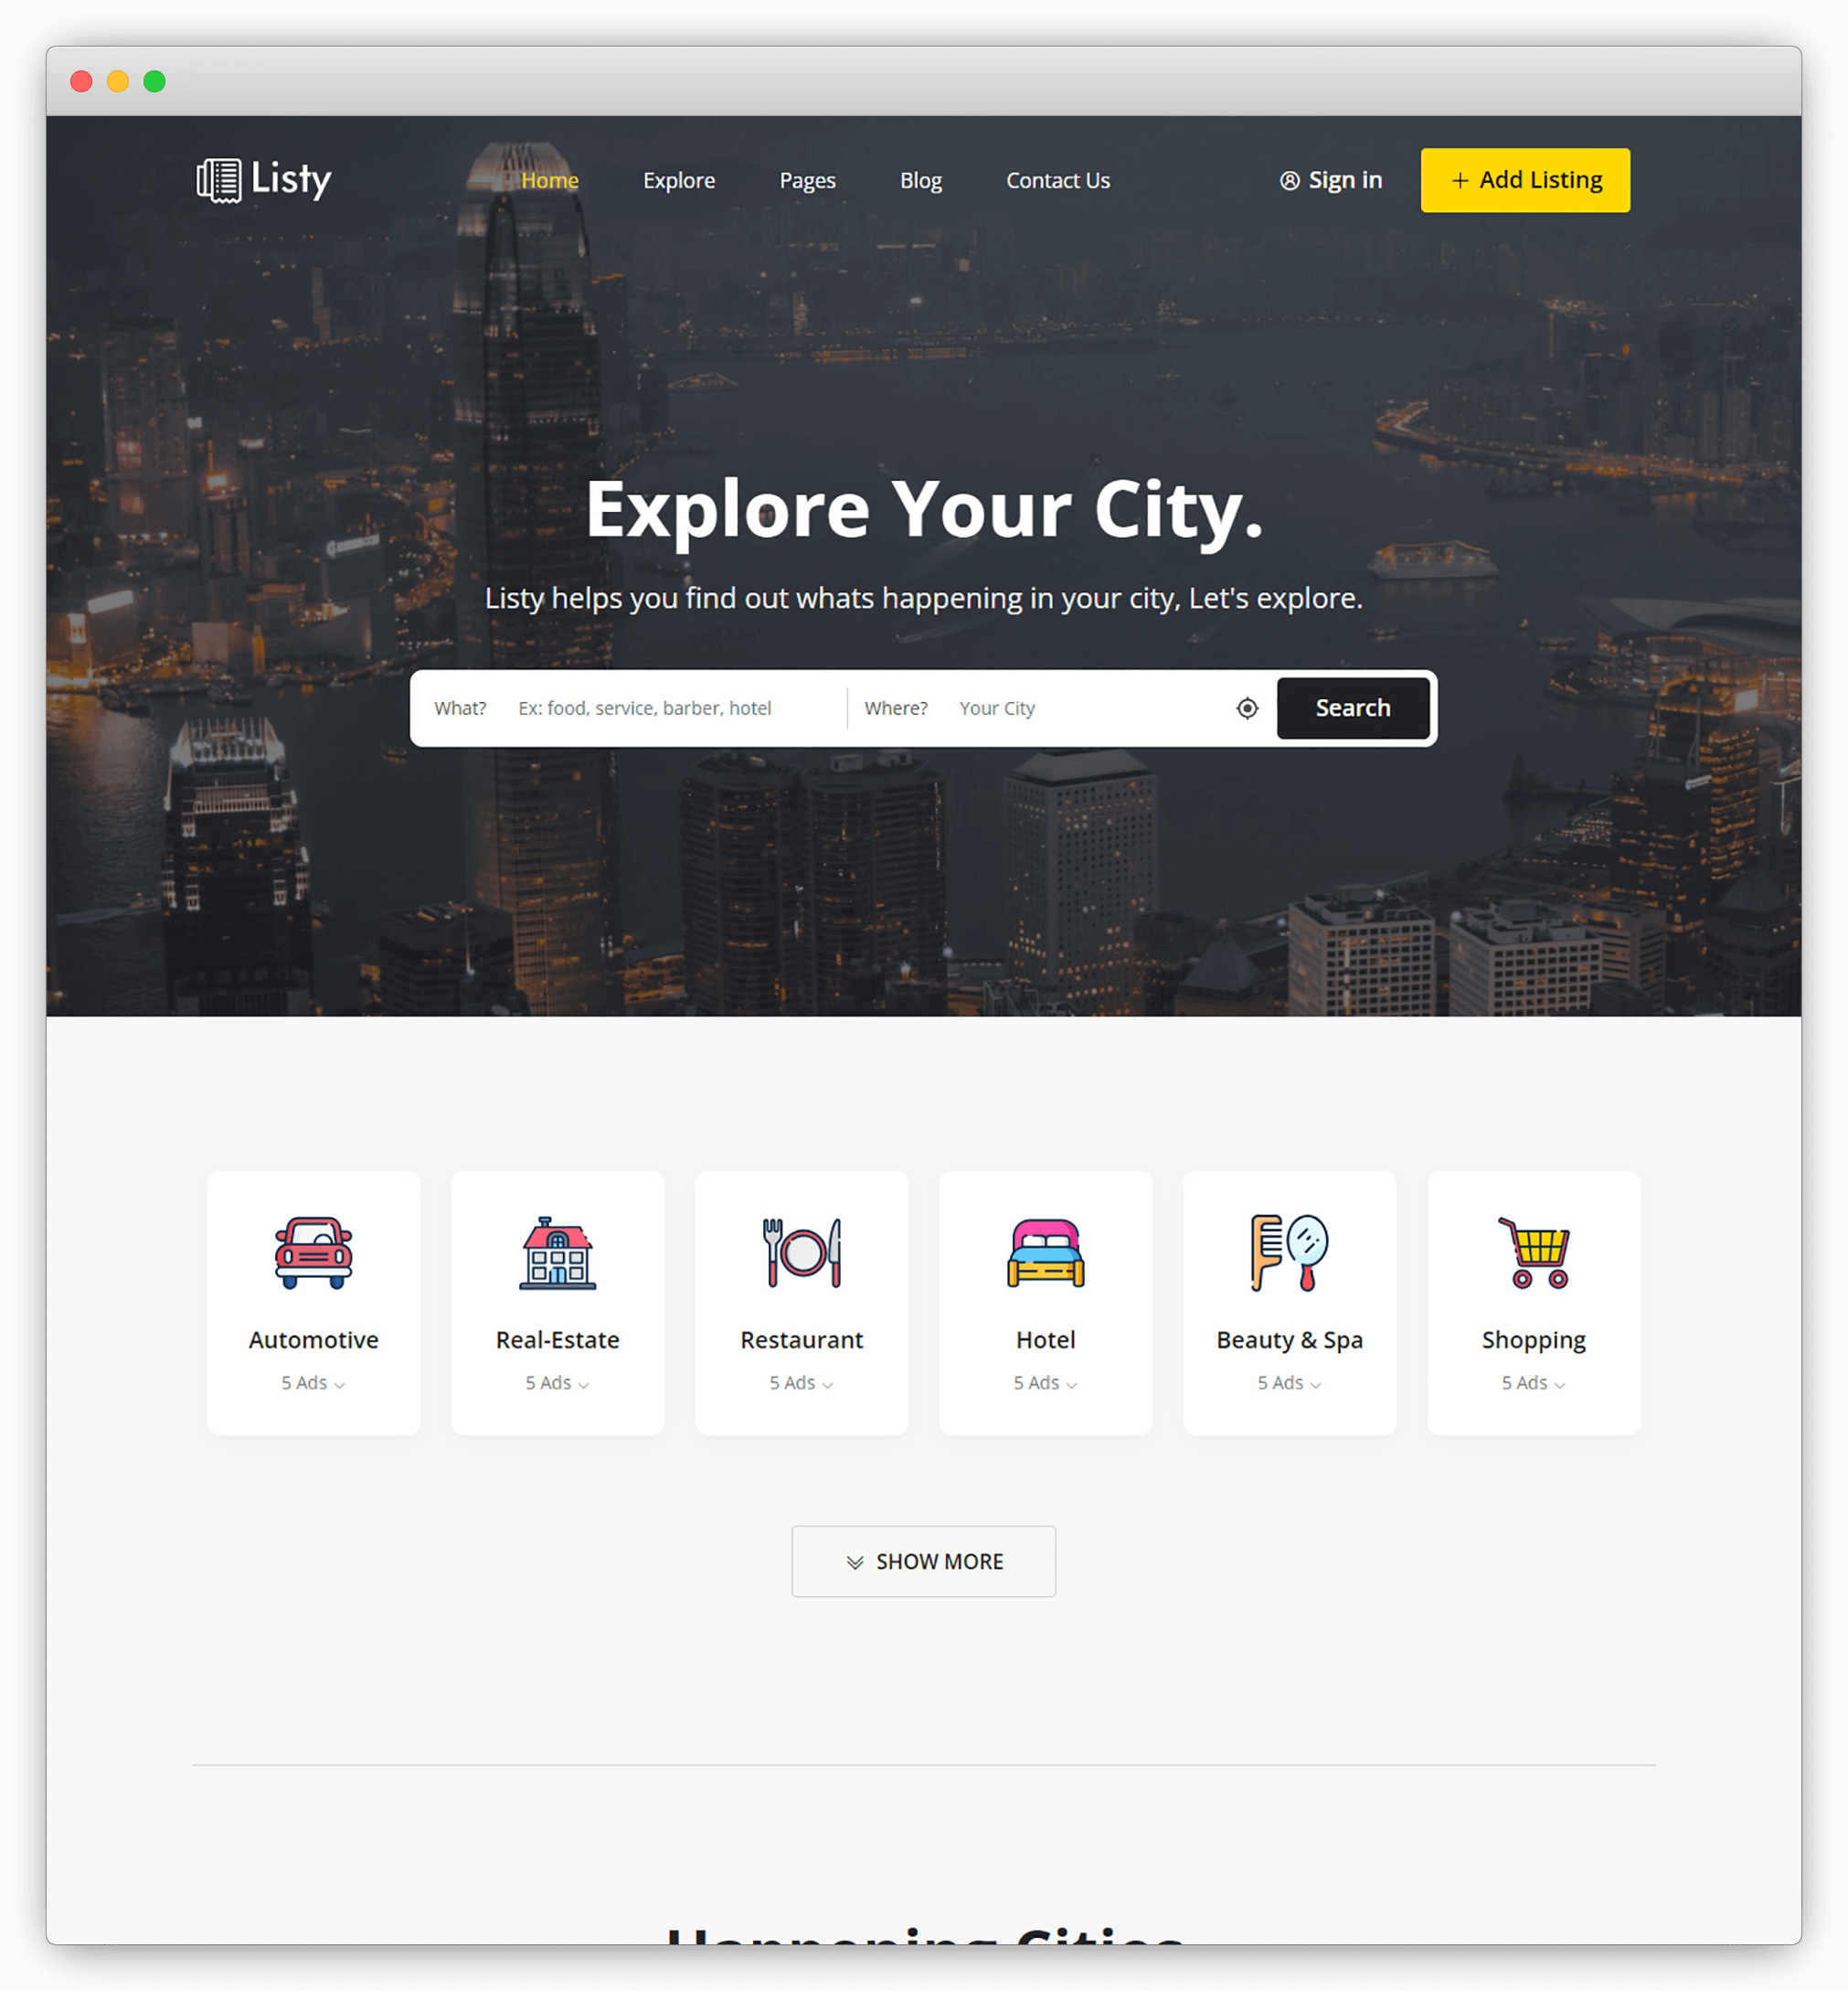 Listy
Home Explore Pages Blog Contact Us Sign in + Add Listing
Explore Your City.
Listy helps you find out whats happening in your city, Let's explore.
What? Ex: food, service, barber, hotel Where? Your City Search
Automotive Real-Estate Restaurant Hotel Beauty & Spa Shopping
5 Ads 5 Ads 5 Ads 5 Ads 5 Ads 5 Ads
SHOW MORE
Happening Cities